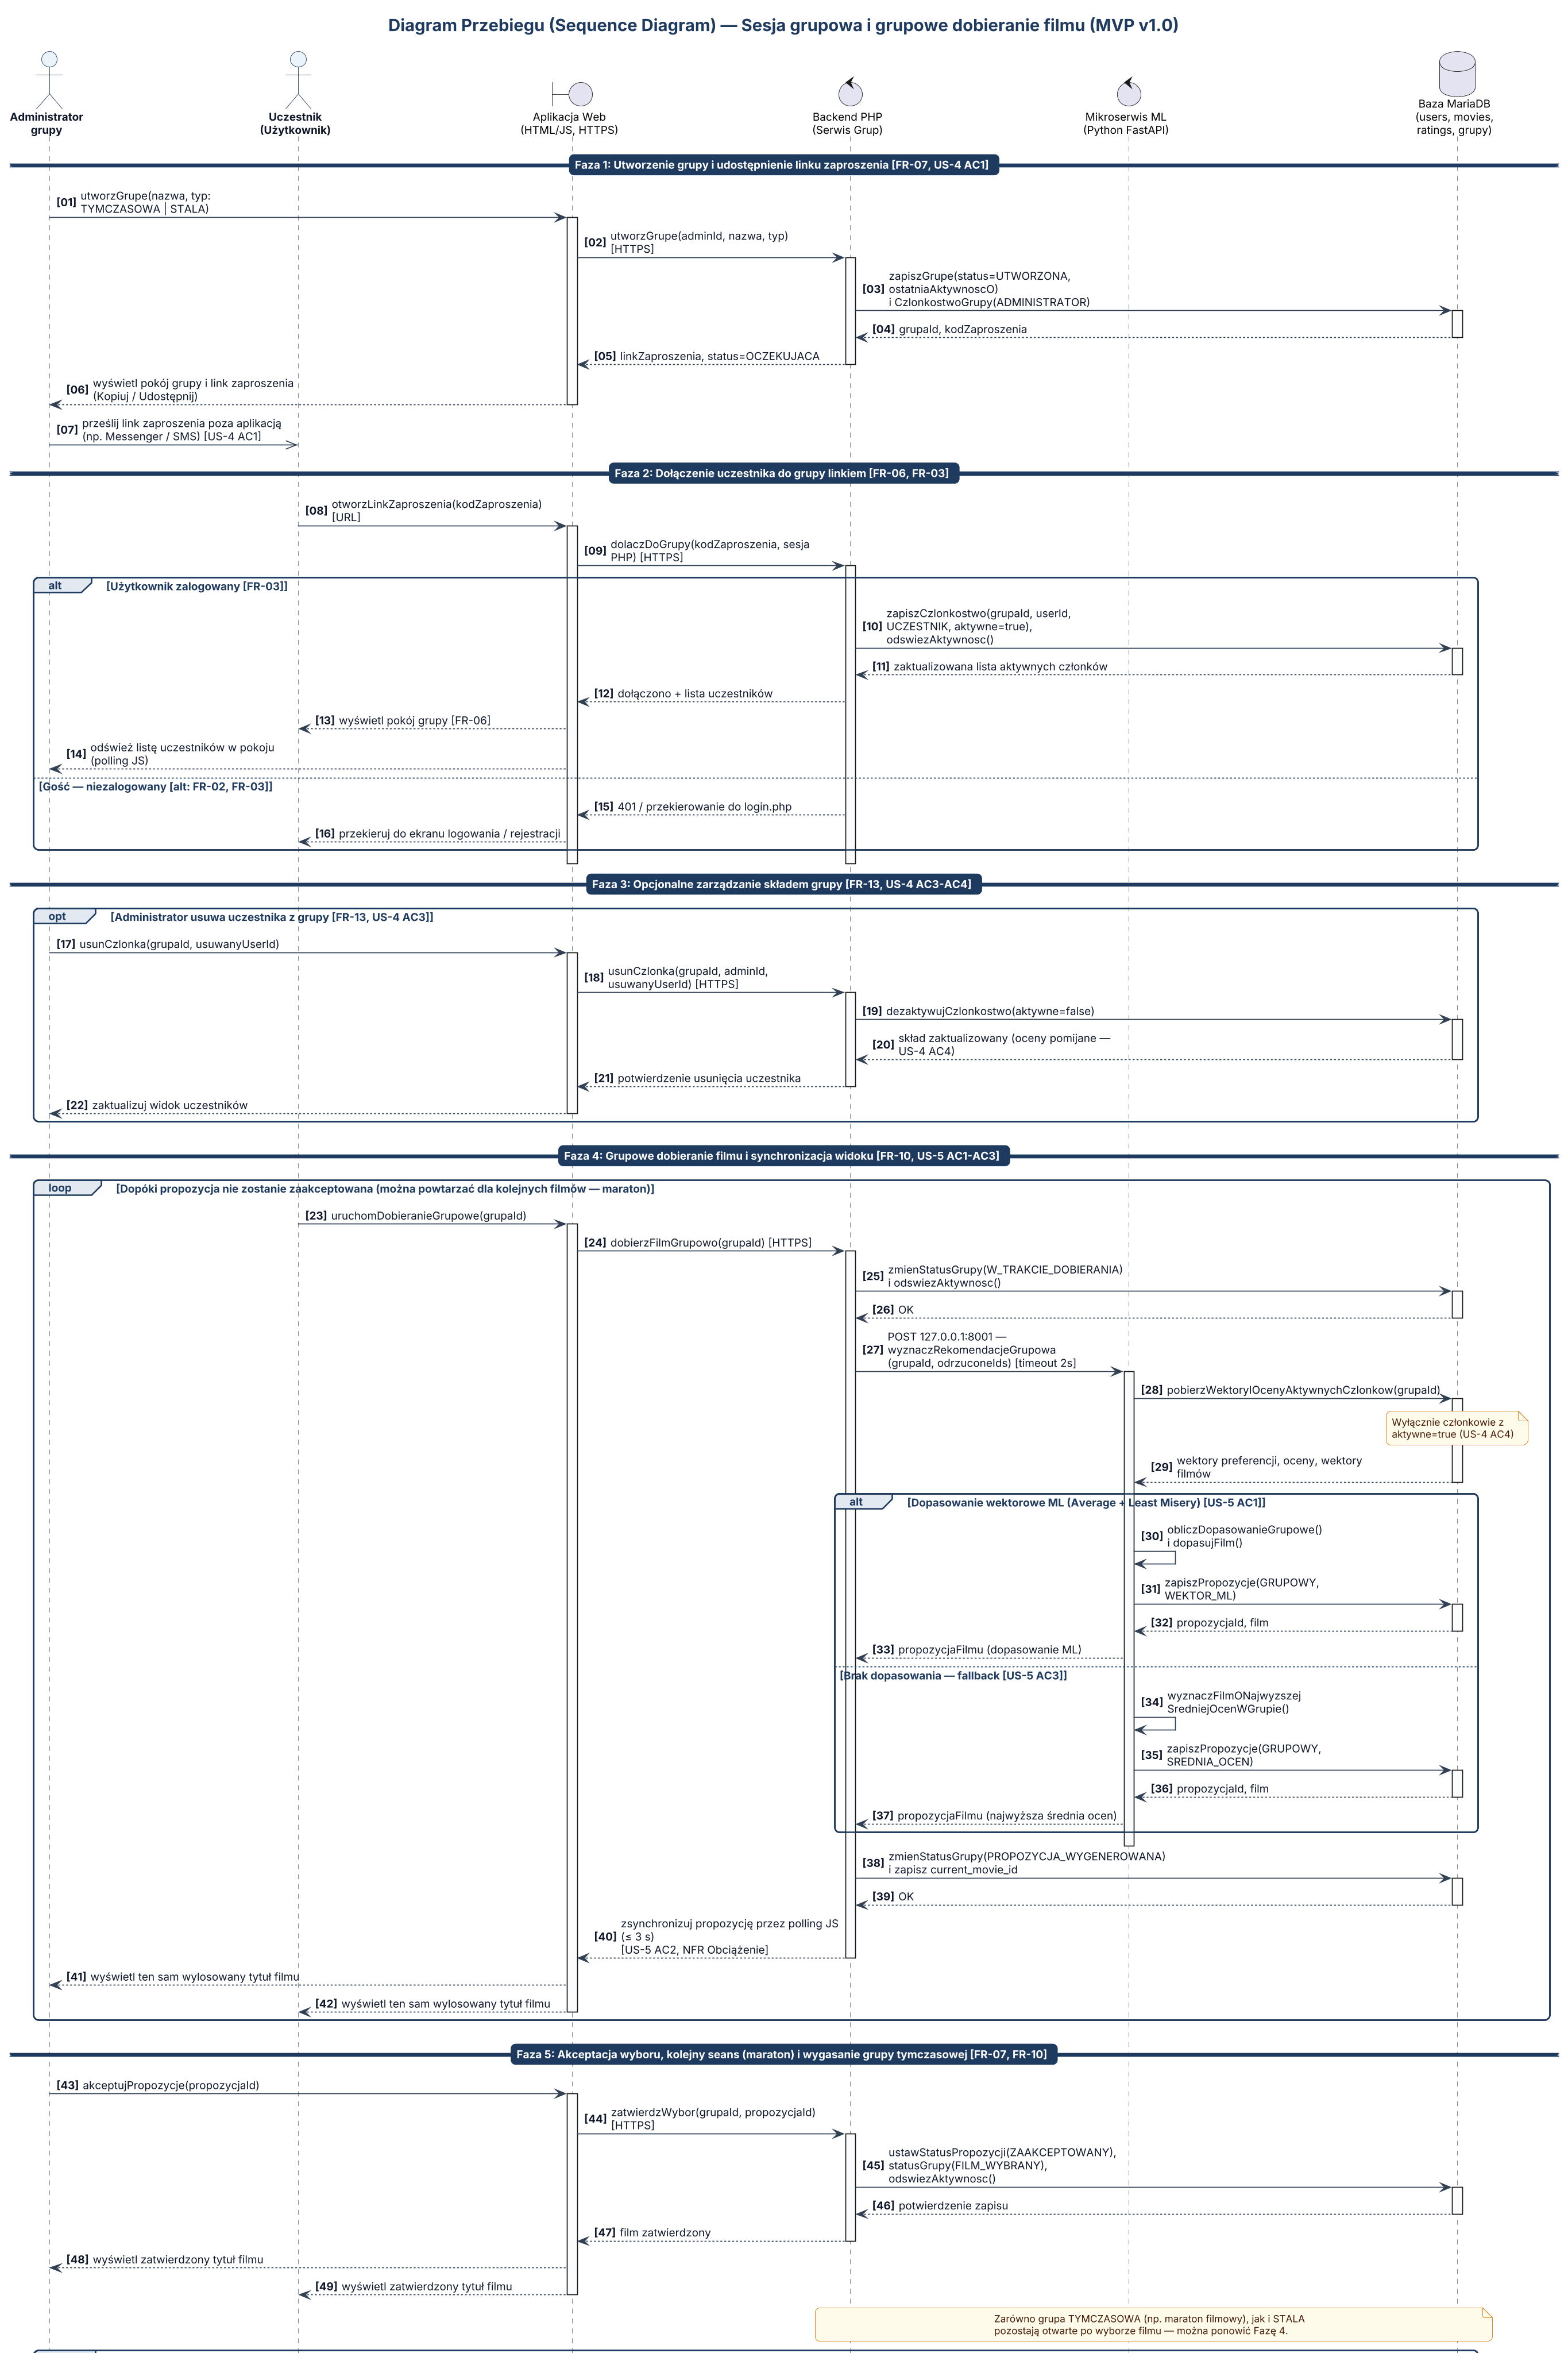 Diagram Przebiegu (Sequence Diagram) — Sesja grupowa i grupowe dobieranie filmu (MVP v1.0)
Administrator
grupy
Uczestnik
(Użytkownik)
Aplikacja Web
(HTML/JS, HTTPS)
Backend PHP
(Serwis Grup)
Mikroserwis ML
(Python FastAPI)
Baza MariaDB
(users, movies,
ratings, grupy)
Faza 1: Utworzenie grupy i udostępnienie linku zaproszenia [FR-07, US-4 AC1]
[01] utworzGrupe(nazwa, typ:
TYMCZASOWA | STALA)
[02] utworzGrupe(adminId, nazwa, typ)
[HTTPS]
[03] zapiszGrupe(status=UTWORZONA,
ostatniaAktywnoscO)
i CzlonkostwoGrupy(ADMINISTRATOR)
[04] grupaId, kodZaproszenia
[05] linkZaproszenia, status=OCZEKUJACA
[06] wyświetl pokój grupy i link zaproszenia
(Kopiuj / Udostępnij)
[07] prześlij link zaproszenia poza aplikacją
(np. Messenger / SMS) [US-4 AC1]
Faza 2: Dołączenie uczestnika do grupy linkiem [FR-06, FR-03]
[08] otworzLinkZaproszenia(kodZaproszenia)
[URL]
[09] dolaczDoGrupy(kodZaproszenia, sesja
PHP) [HTTPS]
alt [Użytkownik zalogowany [FR-03]]
[10] zapiszCzlonkostwo(grupaId, userId,
UCZESTNIK, aktywne=true),
odswiezAktywnosc()
[11] zaktualizowana lista aktywnych członków
[12] dołączono + lista uczestników
[13] wyświetl pokój grupy [FR-06]
[14] odśwież listę uczestników w pokoju
(polling JS)
[Gość — niezalogowany [alt: FR-02, FR-03]]
[15] 401 / przekierowanie do login.php
[16] przekieruj do ekranu logowania / rejestracji
Faza 3: Opcjonalne zarządzanie składem grupy [FR-13, US-4 AC3-AC4]
opt [Administrator usuwa uczestnika z grupy [FR-13, US-4 AC3]]
[17] usunCzlonka(grupaId, usuwanyUserId)
[18] usunCzlonka(grupaId, adminId,
usuwanyUserId) [HTTPS]
[19] dezaktywujCzlonkostwo(aktywne=false)
[20] skład zaktualizowany (oceny pomijane —
US-4 AC4)
[21] potwierdzenie usunięcia uczestnika
[22] zaktualizuj widok uczestników
Faza 4: Grupowe dobieranie filmu i synchronizacja widoku [FR-10, US-5 AC1-AC3]
loop [Dopóki propozycja nie zostanie zaakceptowana (można powtarzać dla kolejnych filmów — maraton)]
[23] uruchomDobieranieGrupowe(grupaId)
[24] dobierzFilmGrupowo(grupaId) [HTTPS]
[25] zmienStatusGrupy(W_TRAKCIE_DOBIERANIA)
i odswiezAktywnosc()
[26] OK
[27] POST 127.0.0.1:8001 —
wyznaczRekomendacjeGrupowa
(grupaId, odrzuconeIds) [timeout 2s]
[28] pobierzWektoryIOcenyAktywnychCzlonkow(grupaId)
Wyłącznie członkowie z
aktywne=true (US-4 AC4)
[29] wektory preferencji, oceny, wektory
filmów
alt [Dopasowanie wektorowe ML (Average + Least Misery) [US-5 AC1]]
[30] obliczDopasowanieGrupowe()
i dopasujFilm()
[31] zapiszPropozycje(GRUPOWY,
WEKTOR_ML)
[32] propozycjaId, film
[33] propozycjaFilmu (dopasowanie ML)
[Brak dopasowania — fallback [US-5 AC3]]
[34] wyznaczFilmONajwyzszej
SredniejOcenWGrupie()
[35] zapiszPropozycje(GRUPOWY,
SREDNIA_OCEN)
[36] propozycjaId, film
[37] propozycjaFilmu (najwyższa średnia ocen)
[38] zmienStatusGrupy(PROPOZYCJA_WYGENEROWANA)
i zapisz current_movie_id
[39] OK
[40] zsynchronizuj propozycję przez polling JS
(≤ 3 s)
[US-5 AC2, NFR Obciążenie]
[41] wyświetl ten sam wylosowany tytuł filmu
[42] wyświetl ten sam wylosowany tytuł filmu
Faza 5: Akceptacja wyboru, kolejny seans (maraton) i wygasanie grupy tymczasowej [FR-07, FR-10]
[43] akceptujPropozycje(propozycjaId)
[44] zatwierdzWybor(grupaId, propozycjaId)
[HTTPS]
[45] ustawStatusPropozycji(ZAAKCEPTOWANY),
statusGrupy(FILM_WYBRANY),
odswiezAktywnosc()
[46] potwierdzenie zapisu
[47] film zatwierdzony
[48] wyświetl zatwierdzony tytuł filmu
[49] wyświetl zatwierdzony tytuł filmu
Zarówno grupa TYMCZASOWA (np. maraton filmowy), jak i STALA
pozostają otwarte po wyborze filmu — można ponowić Fazę 4.